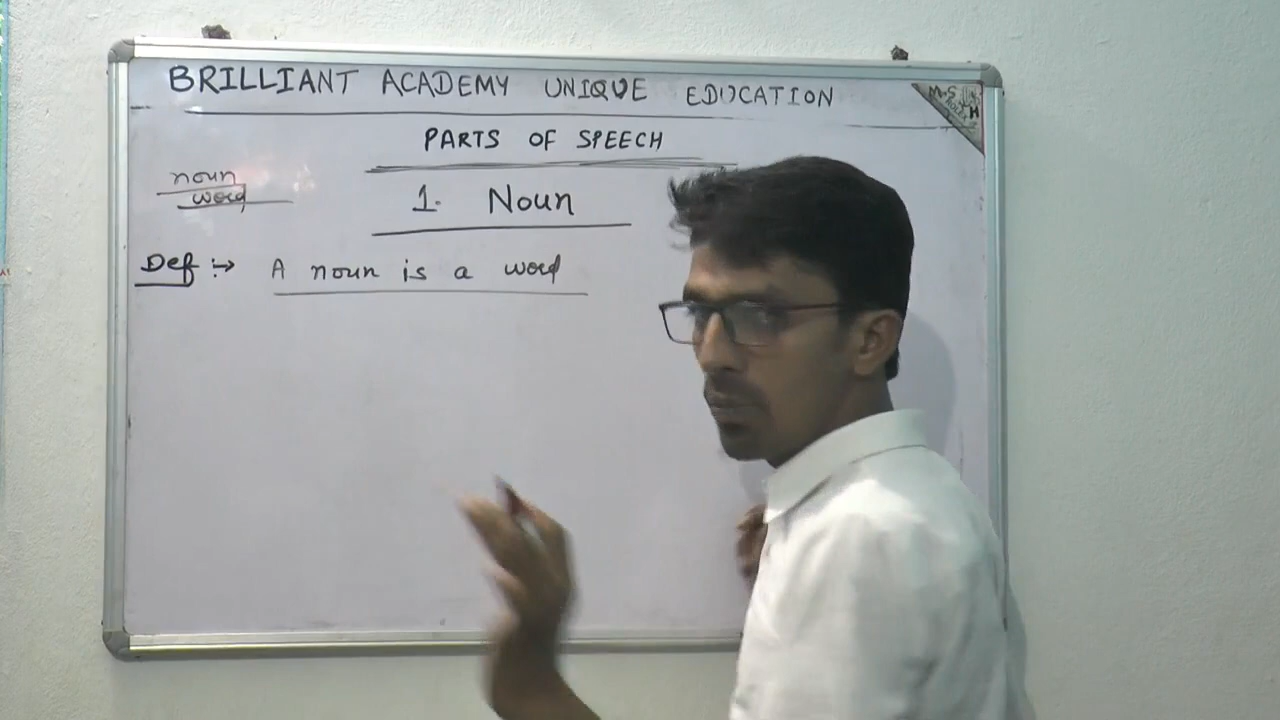 BRILLIANT ACADEMY UNIQUE EDUCATION
M.S
PARTS OF SPEECH
noun
word
1. Noun
Def :→ A noun is a word